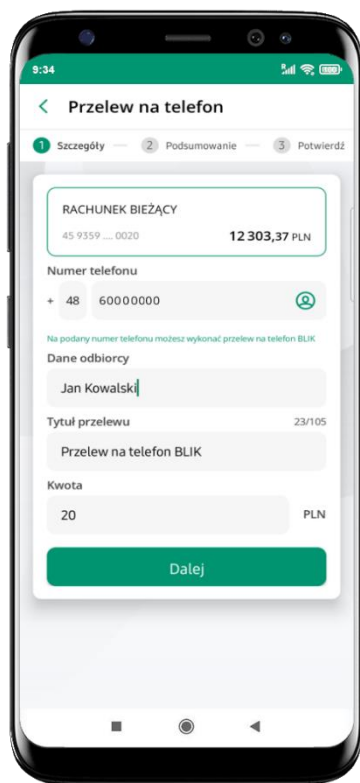 9:34
< Przelew na telefon
1 Szczegóły — 2 Podsumowanie — 3 Potwierdź
RACHUNEK BIEŻĄCY
45 9359 .... 0020 12 303,37 PLN
Numer telefonu
+ 48 60000000
Na podany numer telefonu możesz wykonać przelew na telefon BLIK
Dane odbiorcy
Jan Kowalski
Tytuł przelewu 23/105
Przelew na telefon BLIK
Kwota
20 PLN
Dalej